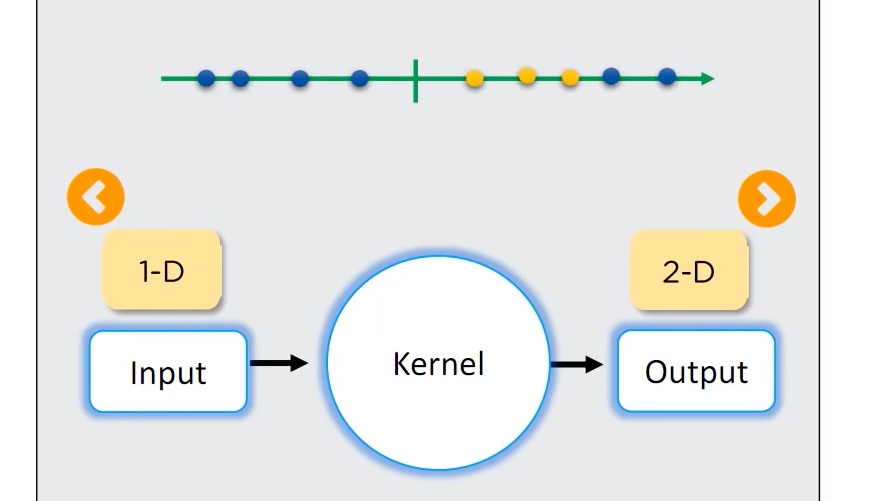 1-D
2-D
Input
Kernel
Output